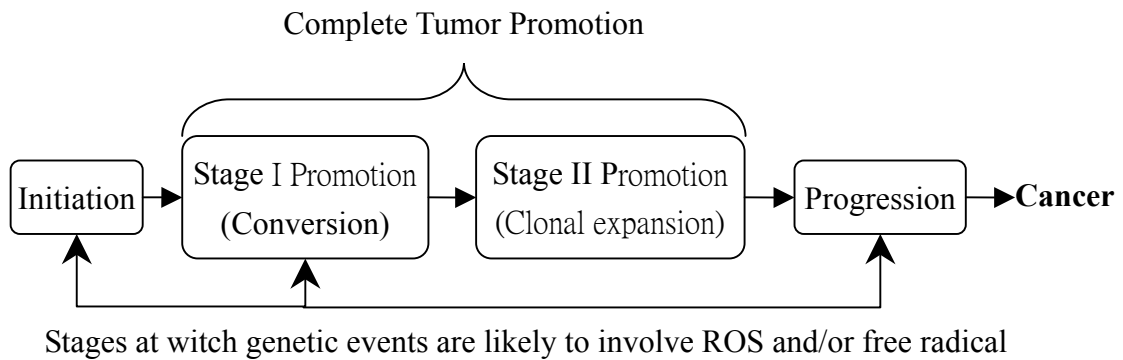 Complete Tumor Promotion
Initiation
Stage I Promotion
(Conversion)
Stage II Promotion
(Clonal expansion)
Progression
Cancer
Stages at witch genetic events are likely to involve ROS and/or free radical